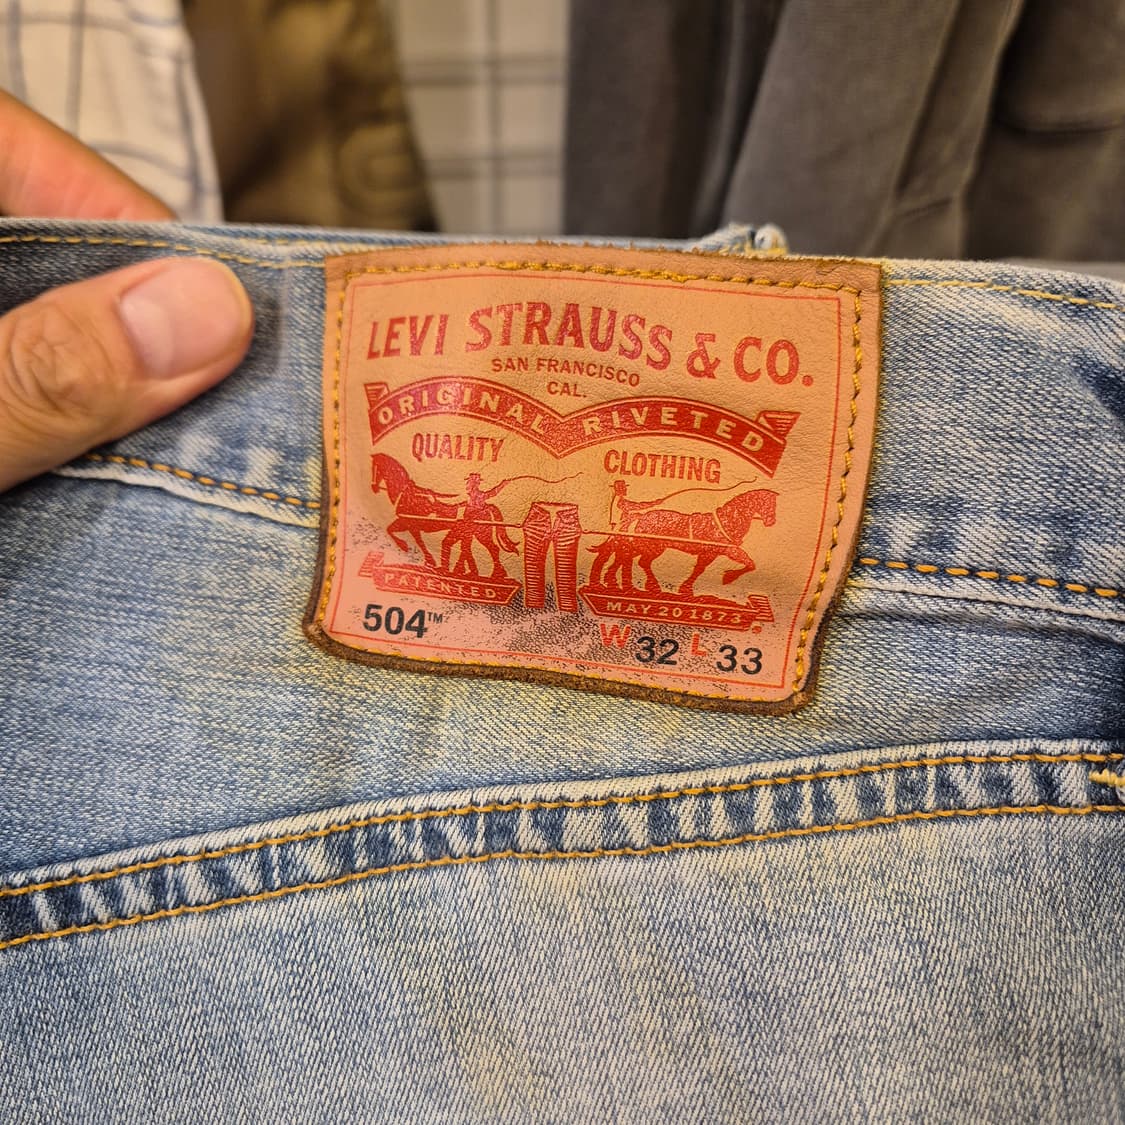 LEVI STRAUSS & CO.
SAN FRANCISCO
CAL.
ORIGINAL RIVETED
QUALITY CLOTHING
PATENTED MAY 20 1873
504™ W 32 L 33